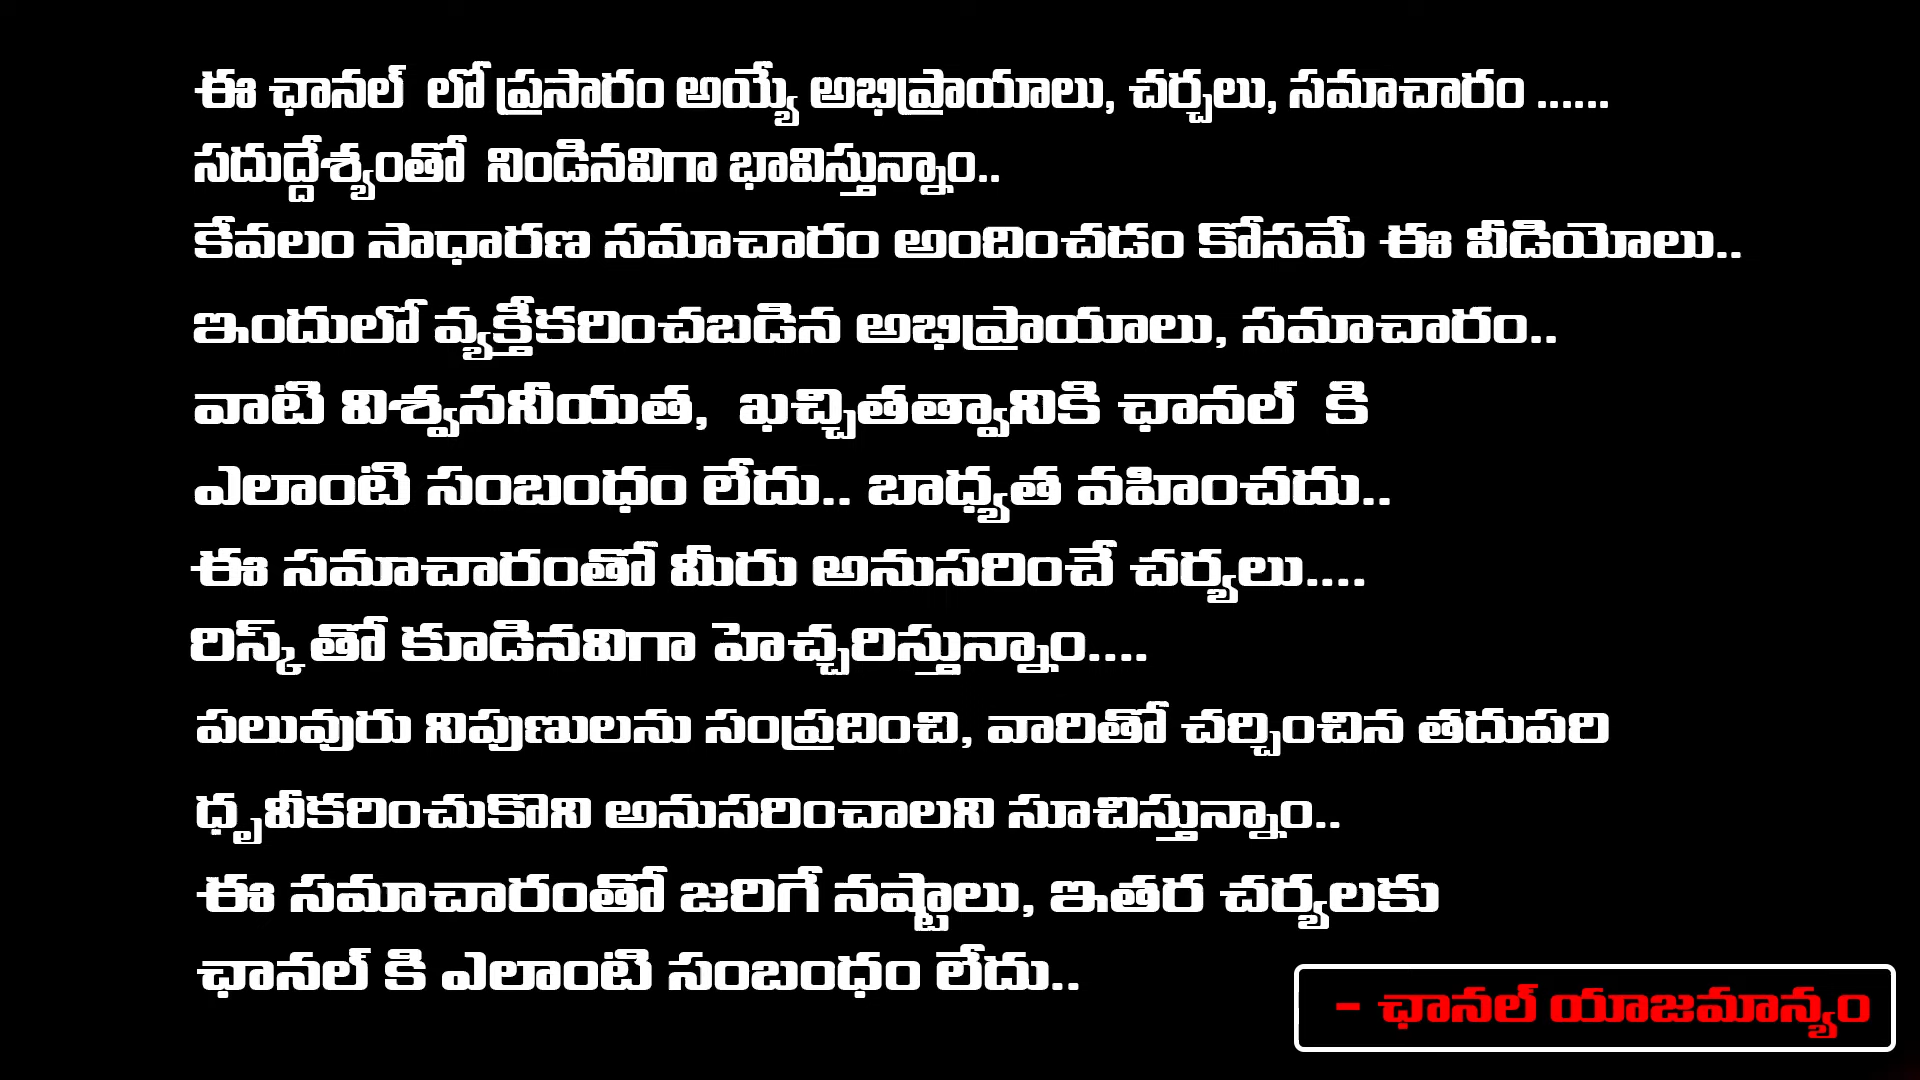 ఈ ఛానల్ లో ప్రసారం అయ్యే అభిప్రాయాలు, చర్చలు, సమాచారం ......
సదుద్దేశ్యంతో నిండినవిగా భావిస్తున్నాం..
కేవలం సాధారణ సమాచారం అందించడం కోసమే ఈ వీడియోలు..
ఇందులో వ్యక్తీకరించబడిన అభిప్రాయాలు, సమాచారం..
వాటి విశ్వసనీయత, ఖచ్చితత్వానికి ఛానల్ కి
ఎలాంటి సంబంధం లేదు.. బాధ్యత వహించదు..
ఈ సమాచారంతో మీరు అనుసరించే చర్యలు....
రిస్క్ తో కూడినవిగా హెచ్చరిస్తున్నాం....
పలువురు నిపుణులను సంప్రదించి, వారితో చర్చించిన తదుపరి
ధృవీకరించుకొని అనుసరించాలని సూచిస్తున్నాం..
ఈ సమాచారంతో జరిగే నష్టాలు, ఇతర చర్యలకు
ఛానల్ కి ఎలాంటి సంబంధం లేదు..
- ఛానల్ యాజమాన్యం